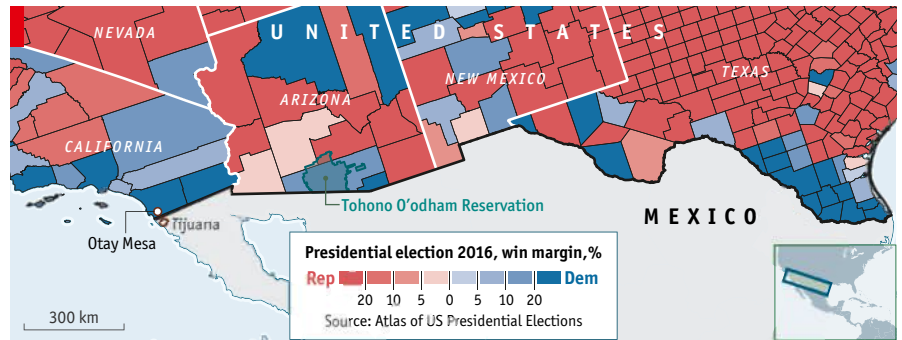 NEVADA
UNITED STATES
NEW MEXICO
TEXAS
ARIZONA
CALIFORNIA
Tohono O'odham Reservation
MEXICO
Tijuana
Otay Mesa
Presidential election 2016, win margin,%
Rep Dem
20 10 5 0 5 10 20
Source: Atlas of US Presidential Elections
300 km